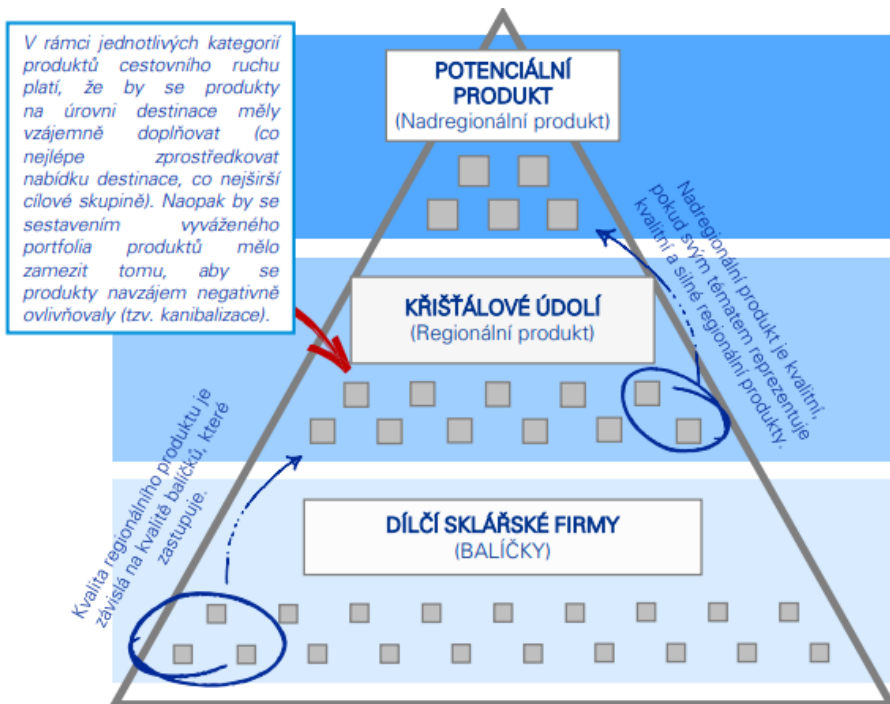 V rámci jednotlivých kategorií
produktů cestovního ruchu
platí, že by se produkty
na úrovni destinace měly
vzájemně doplňovat (co
nejlépe zprostředkovat
nabídku destinace, co nejširší
cílové skupině). Naopak by se
sestavením vyváženého
portfolia produktů mělo
zamezit tomu, aby se
produkty navzájem negativně
ovlivňovaly (tzv. kanibalizace).
POTENCIÁLNÍ
PRODUKT
(Nadregionální produkt)
Nadregionální produkt je kvalitní,
pokud svým tématem reprezentuje
kvalitní a silné regionální produkty.
KŘIŠŤÁLOVÉ ÚDOLÍ
(Regionální produkt)
Kvalita regionálního produktu je
závislá na kvalitě balíčků, které
zastupuje.
DÍLČÍ SKLÁŘSKÉ FIRMY
(BALÍČKY)